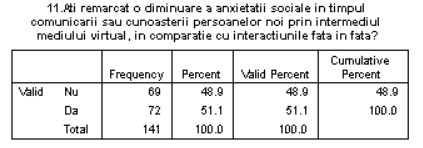 11.Ati remarcat o diminuare a anxietatii sociale in timpul
comunicarii sau cunoasterii persoanelor noi prin intermediul
mediului virtual, in comparatie cu interactiunile fata in fata?
Frequency Percent Valid Percent Cumulative Percent
Valid Nu 69 48.9 48.9 48.9
Da 72 51.1 51.1 100.0
Total 141 100.0 100.0